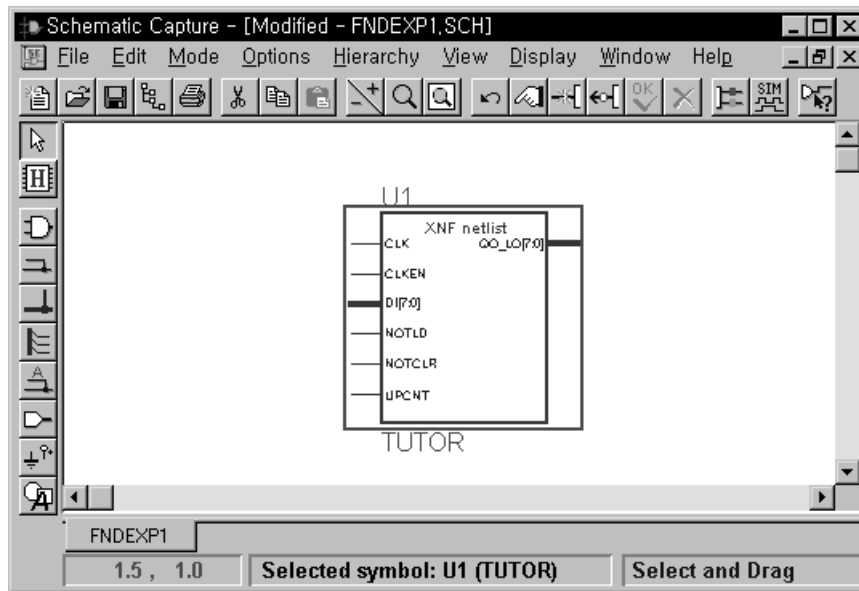 Schematic Capture - [Modified - FNDEXP1.SCH]
File Edit Mode Options Hierarchy View Display Window Help
OK SIM
H
A
U1
XNF netlist
CLK QO_LO[7:0]
CLKEN
DI[7:0]
NOTLD
NOTCLR
UPCNT
TUTOR
FNDEXP1
1.5 , 1.0 Selected symbol: U1 (TUTOR) Select and Drag